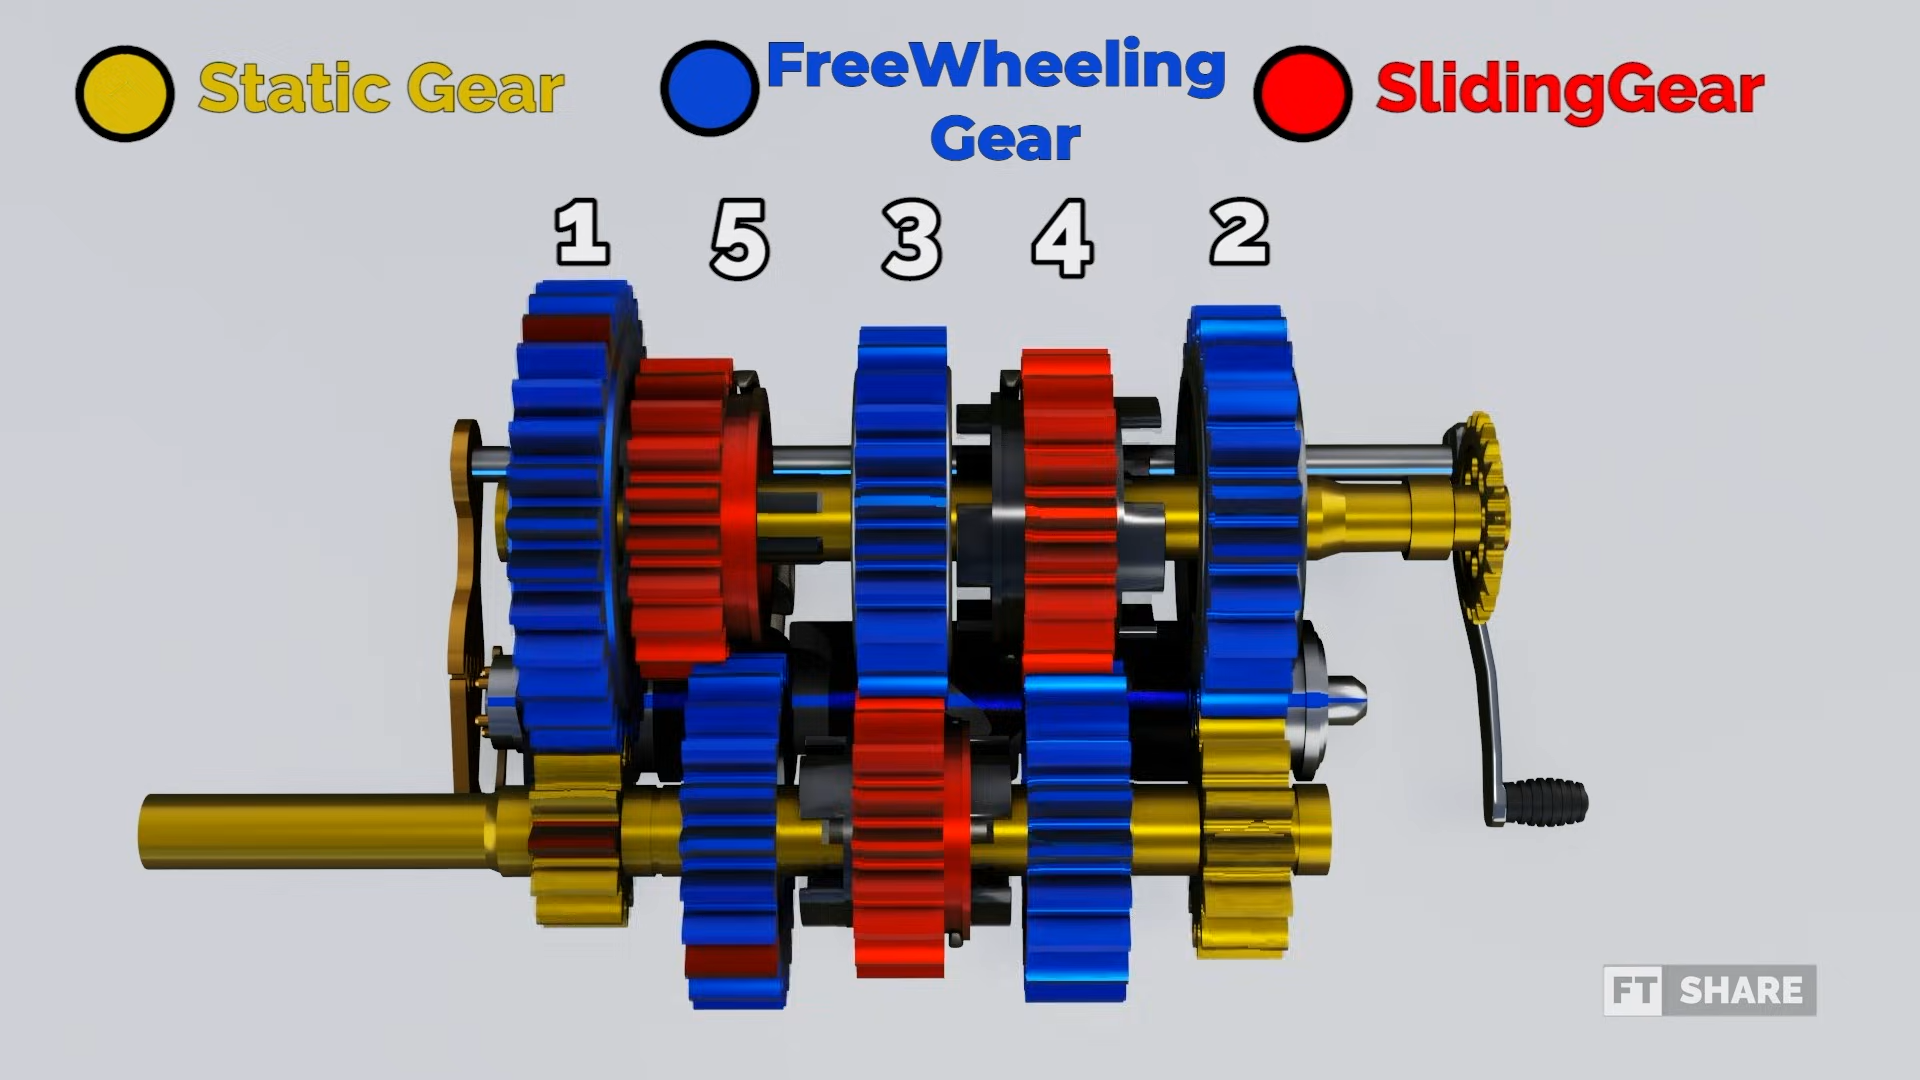 Static Gear
FreeWheeling
Gear
SlidingGear
1 5 3 4 2
FT SHARE